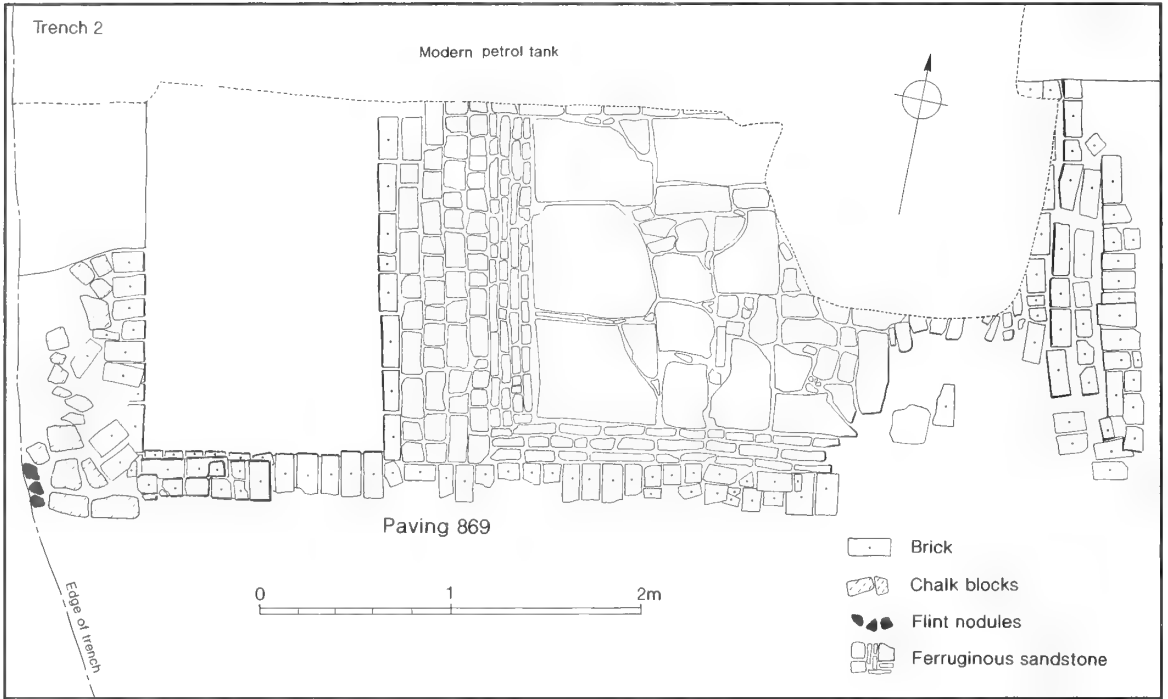 Trench 2
Modern petrol tank
Paving 869
Edge of trench
0 1 2m
Brick
Chalk blocks
Flint nodules
Ferruginous sandstone